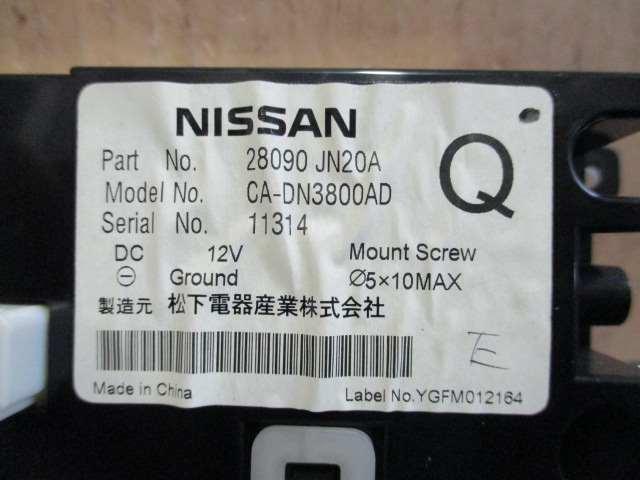 NISSAN
Part No. 28090 JN20A
Model No. CA-DN3800AD
Serial No. 11314
Q
DC 12V Mount Screw
⊖ Ground Ø5×10MAX
製造元 松下電器産業株式会社
E
Made in China Label No.YGFM012164